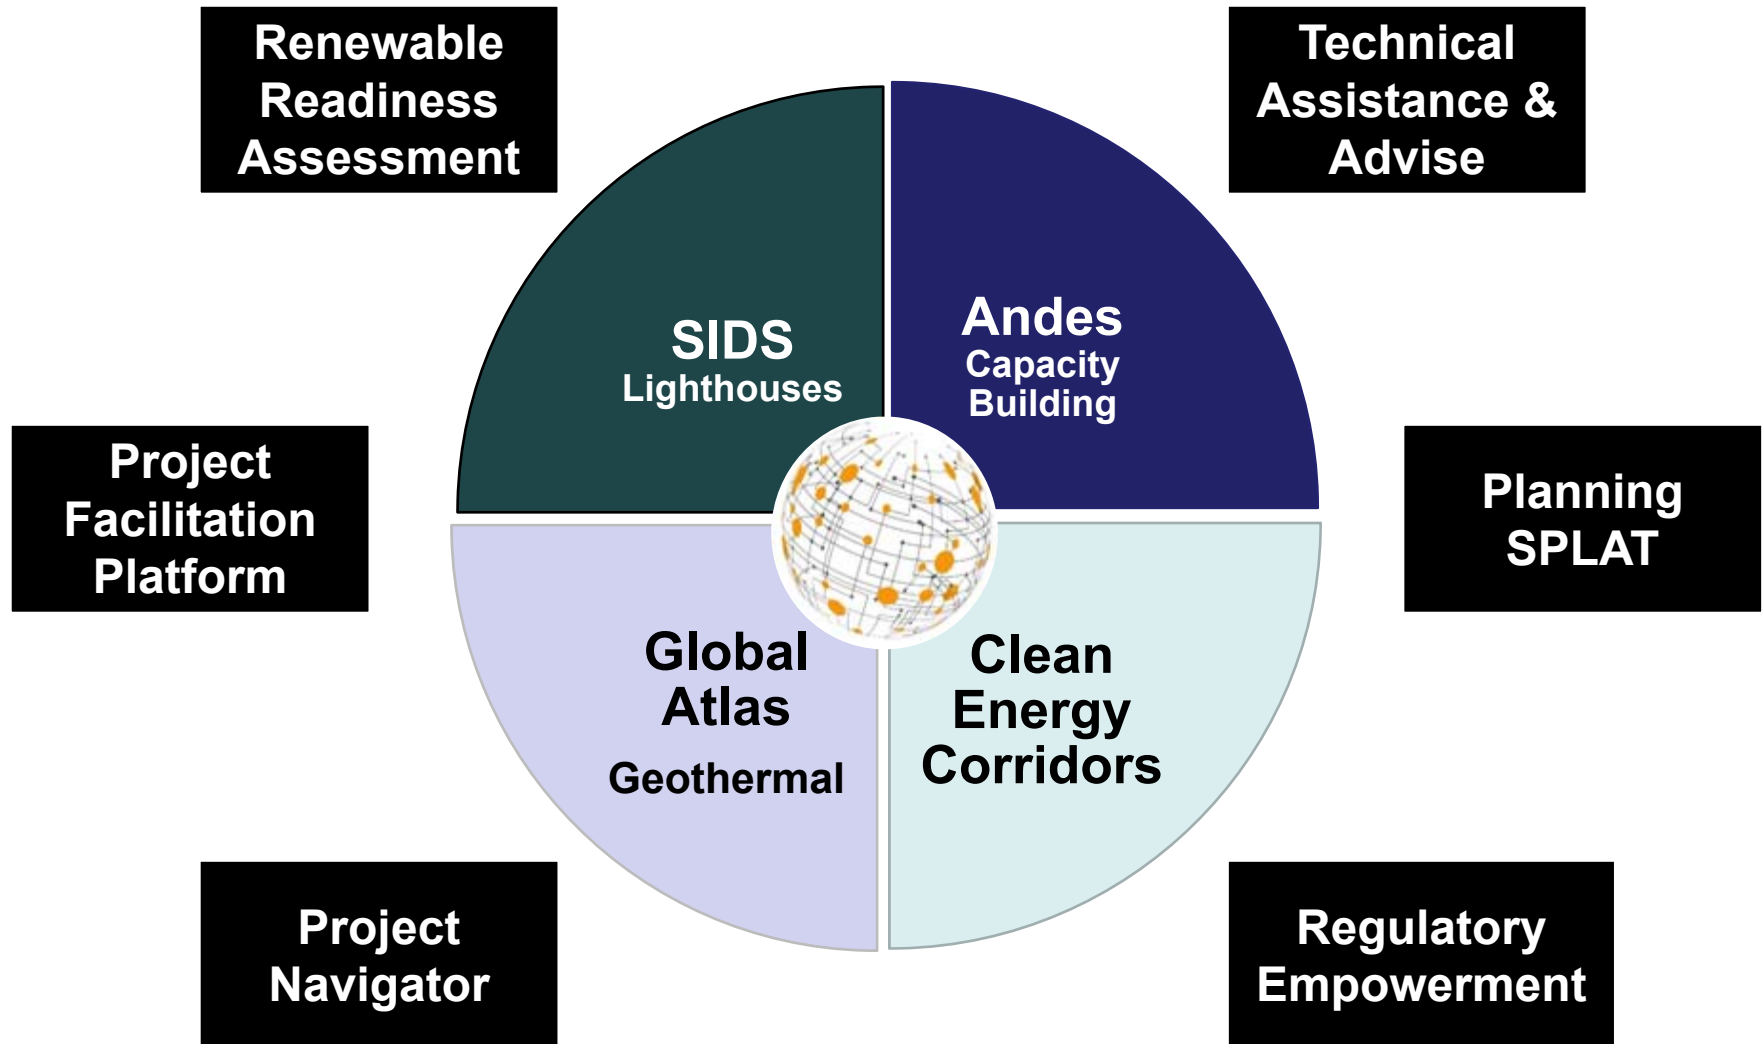 Renewable
Readiness
Assessment
Technical
Assistance &
Advise
SIDS
Lighthouses
Andes
Capacity
Building
Project
Facilitation
Platform
Planning
SPLAT
Global
Atlas
Geothermal
Clean
Energy
Corridors
Project
Navigator
Regulatory
Empowerment